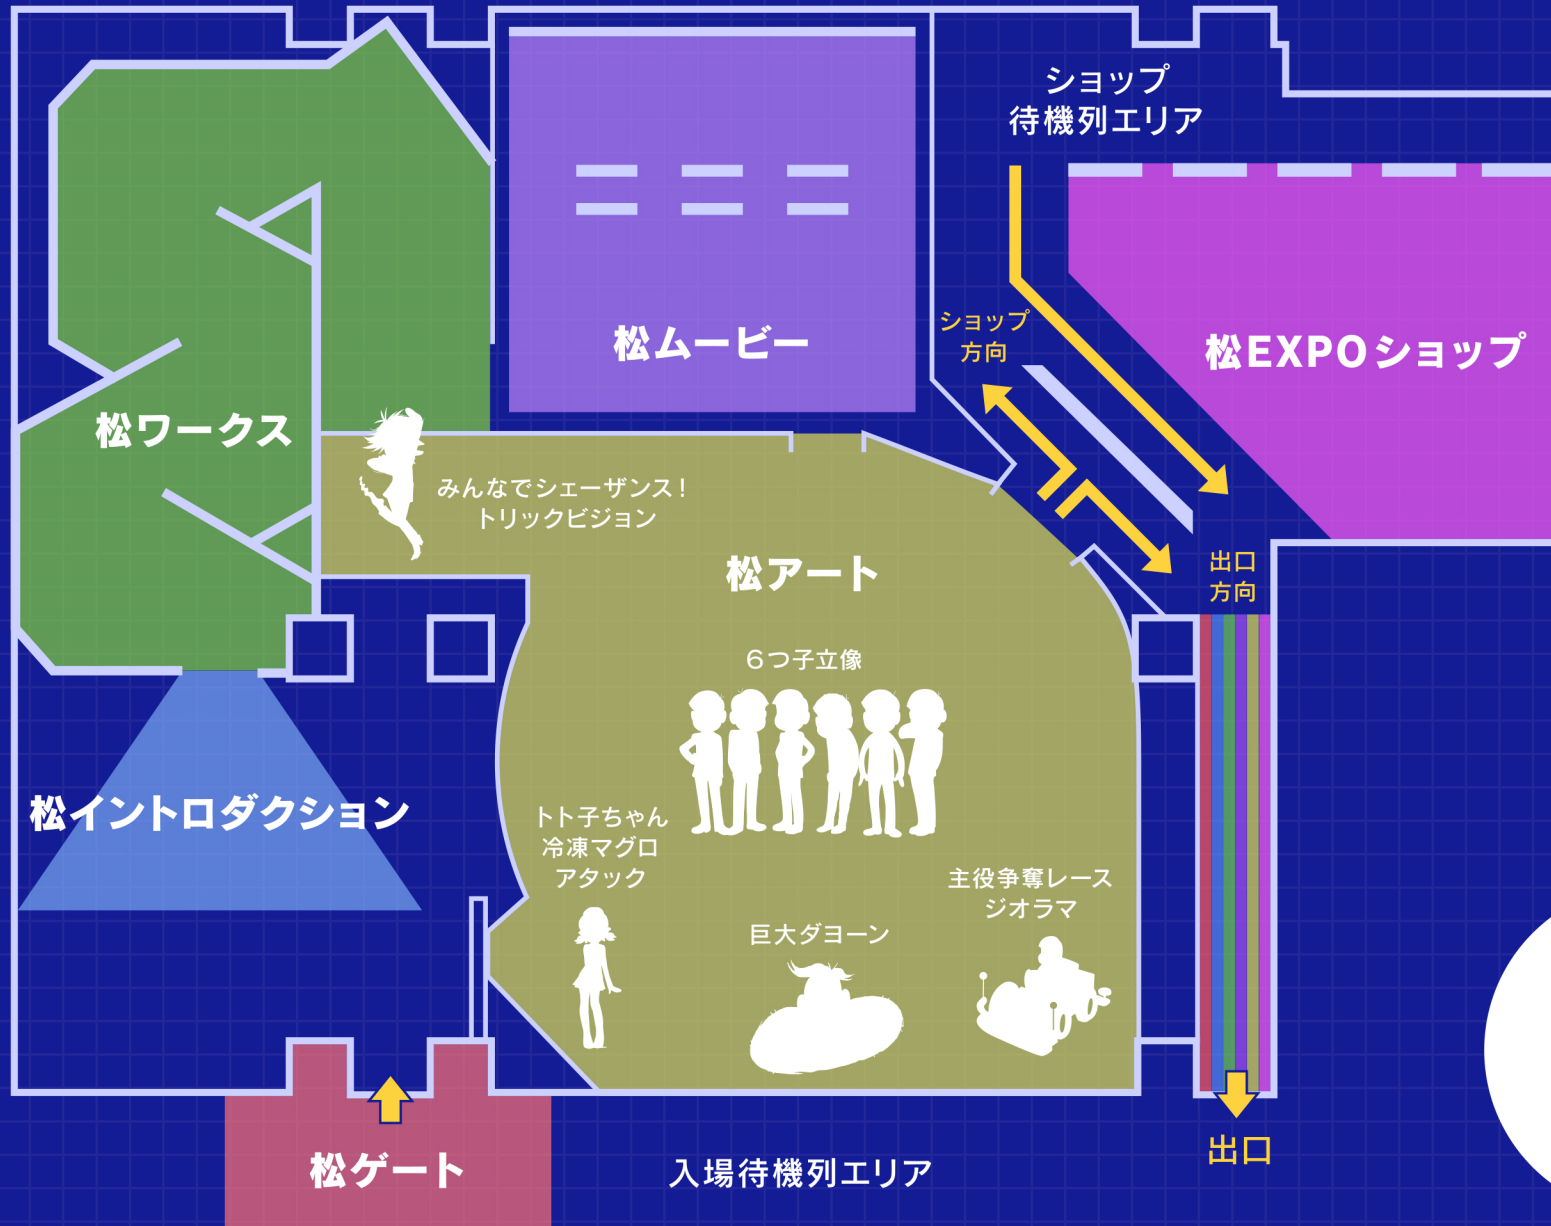 ショップ
待機列エリア
松ムービー
ショップ
方向
松EXPOショップ
松ワークス
みんなでシェーザンス！
トリックビジョン
松アート
出口
方向
6つ子立像
松イントロダクション
トト子ちゃん
冷凍マグロ
アタック
主役争奪レース
ジオラマ
巨大ダヨーン
松ゲート
入場待機列エリア
出口